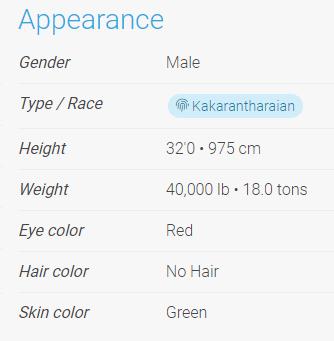 Appearance
Gender Male
Type / Race Kakarantharaian
Height 32'0 • 975 cm
Weight 40,000 lb • 18.0 tons
Eye color Red
Hair color No Hair
Skin color Green